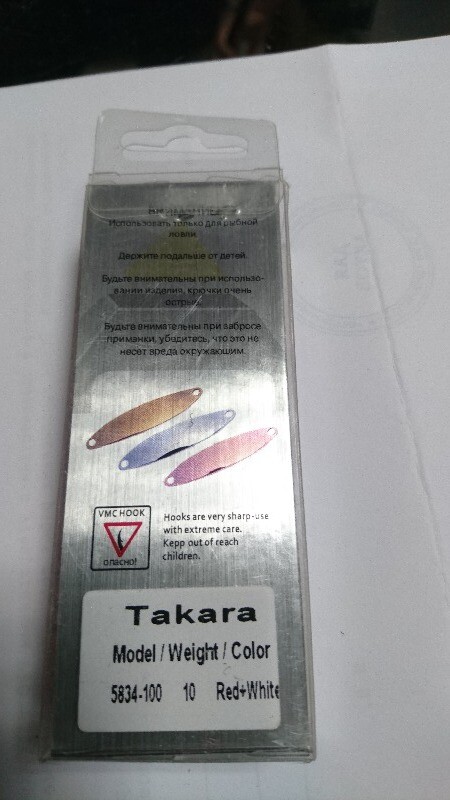 Использовать только для рыбной
ловли.
Держите подальше от детей.
Будьте внимательны при использо-
вании изделия, крючки очень
острые.
Будьте внимательны при забросе
приманки, убедитесь, что это не
несет вреда окружающим.
VMC HOOK
опасно!
Hooks are very sharp-use
with extreme care.
Kepp out of reach
children.
Takara
Model / Weight / Color
5834-100 10 Red+White